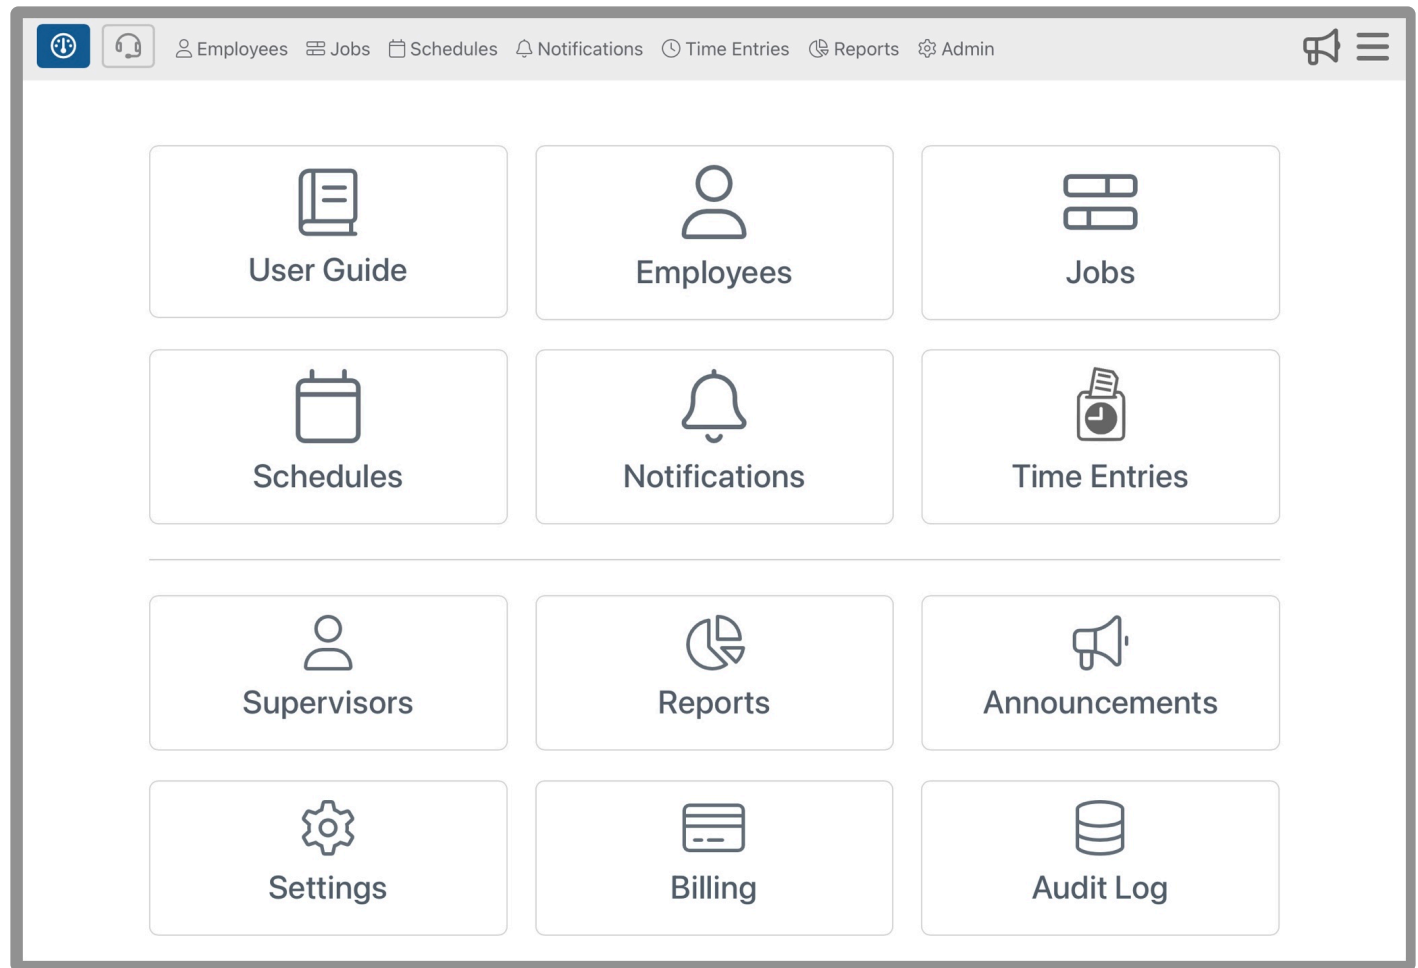 Employees Jobs Schedules Notifications Time Entries Reports Admin
User Guide Employees Jobs
Schedules Notifications Time Entries
Supervisors Reports Announcements
Settings Billing Audit Log